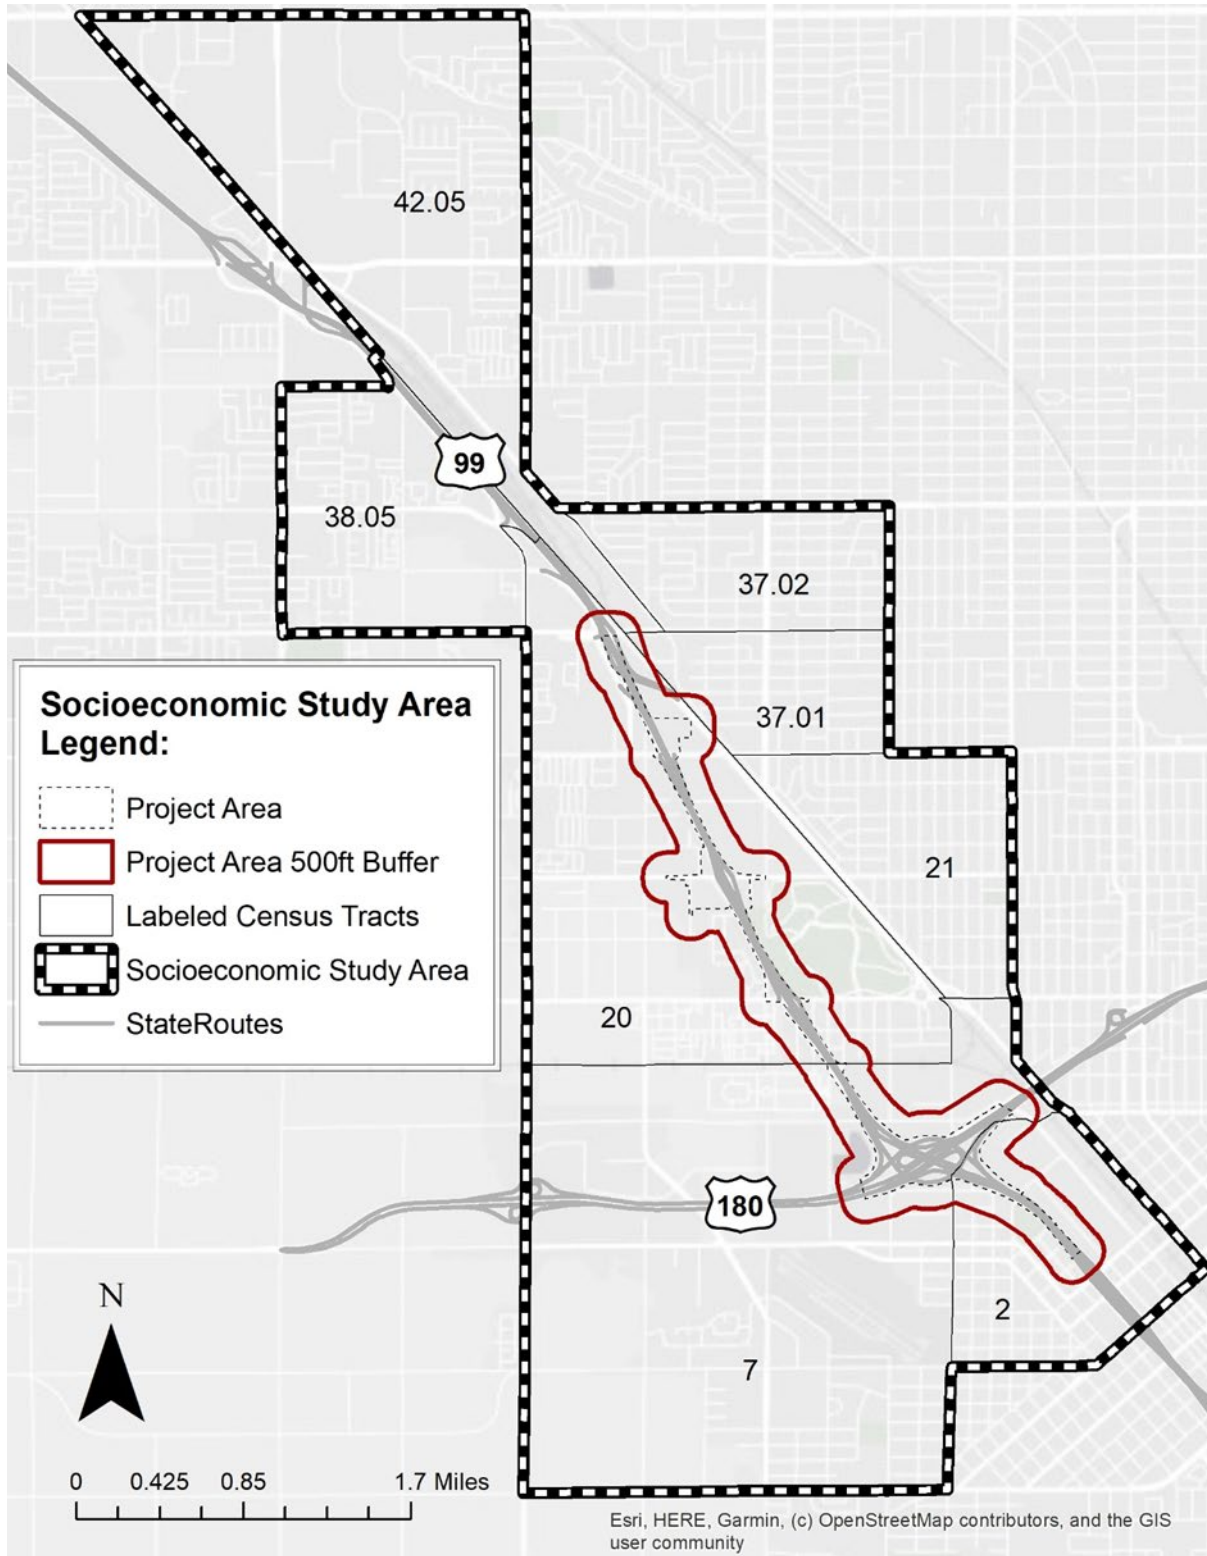 42.05
99
38.05
37.02
37.01
Socioeconomic Study Area
Legend:
Project Area
Project Area 500ft Buffer
Labeled Census Tracts
Socioeconomic Study Area
StateRoutes
21
20
180
2
7
N
0 0.425 0.85 1.7 Miles
Esri, HERE, Garmin, (c) OpenStreetMap contributors, and the GIS
user community